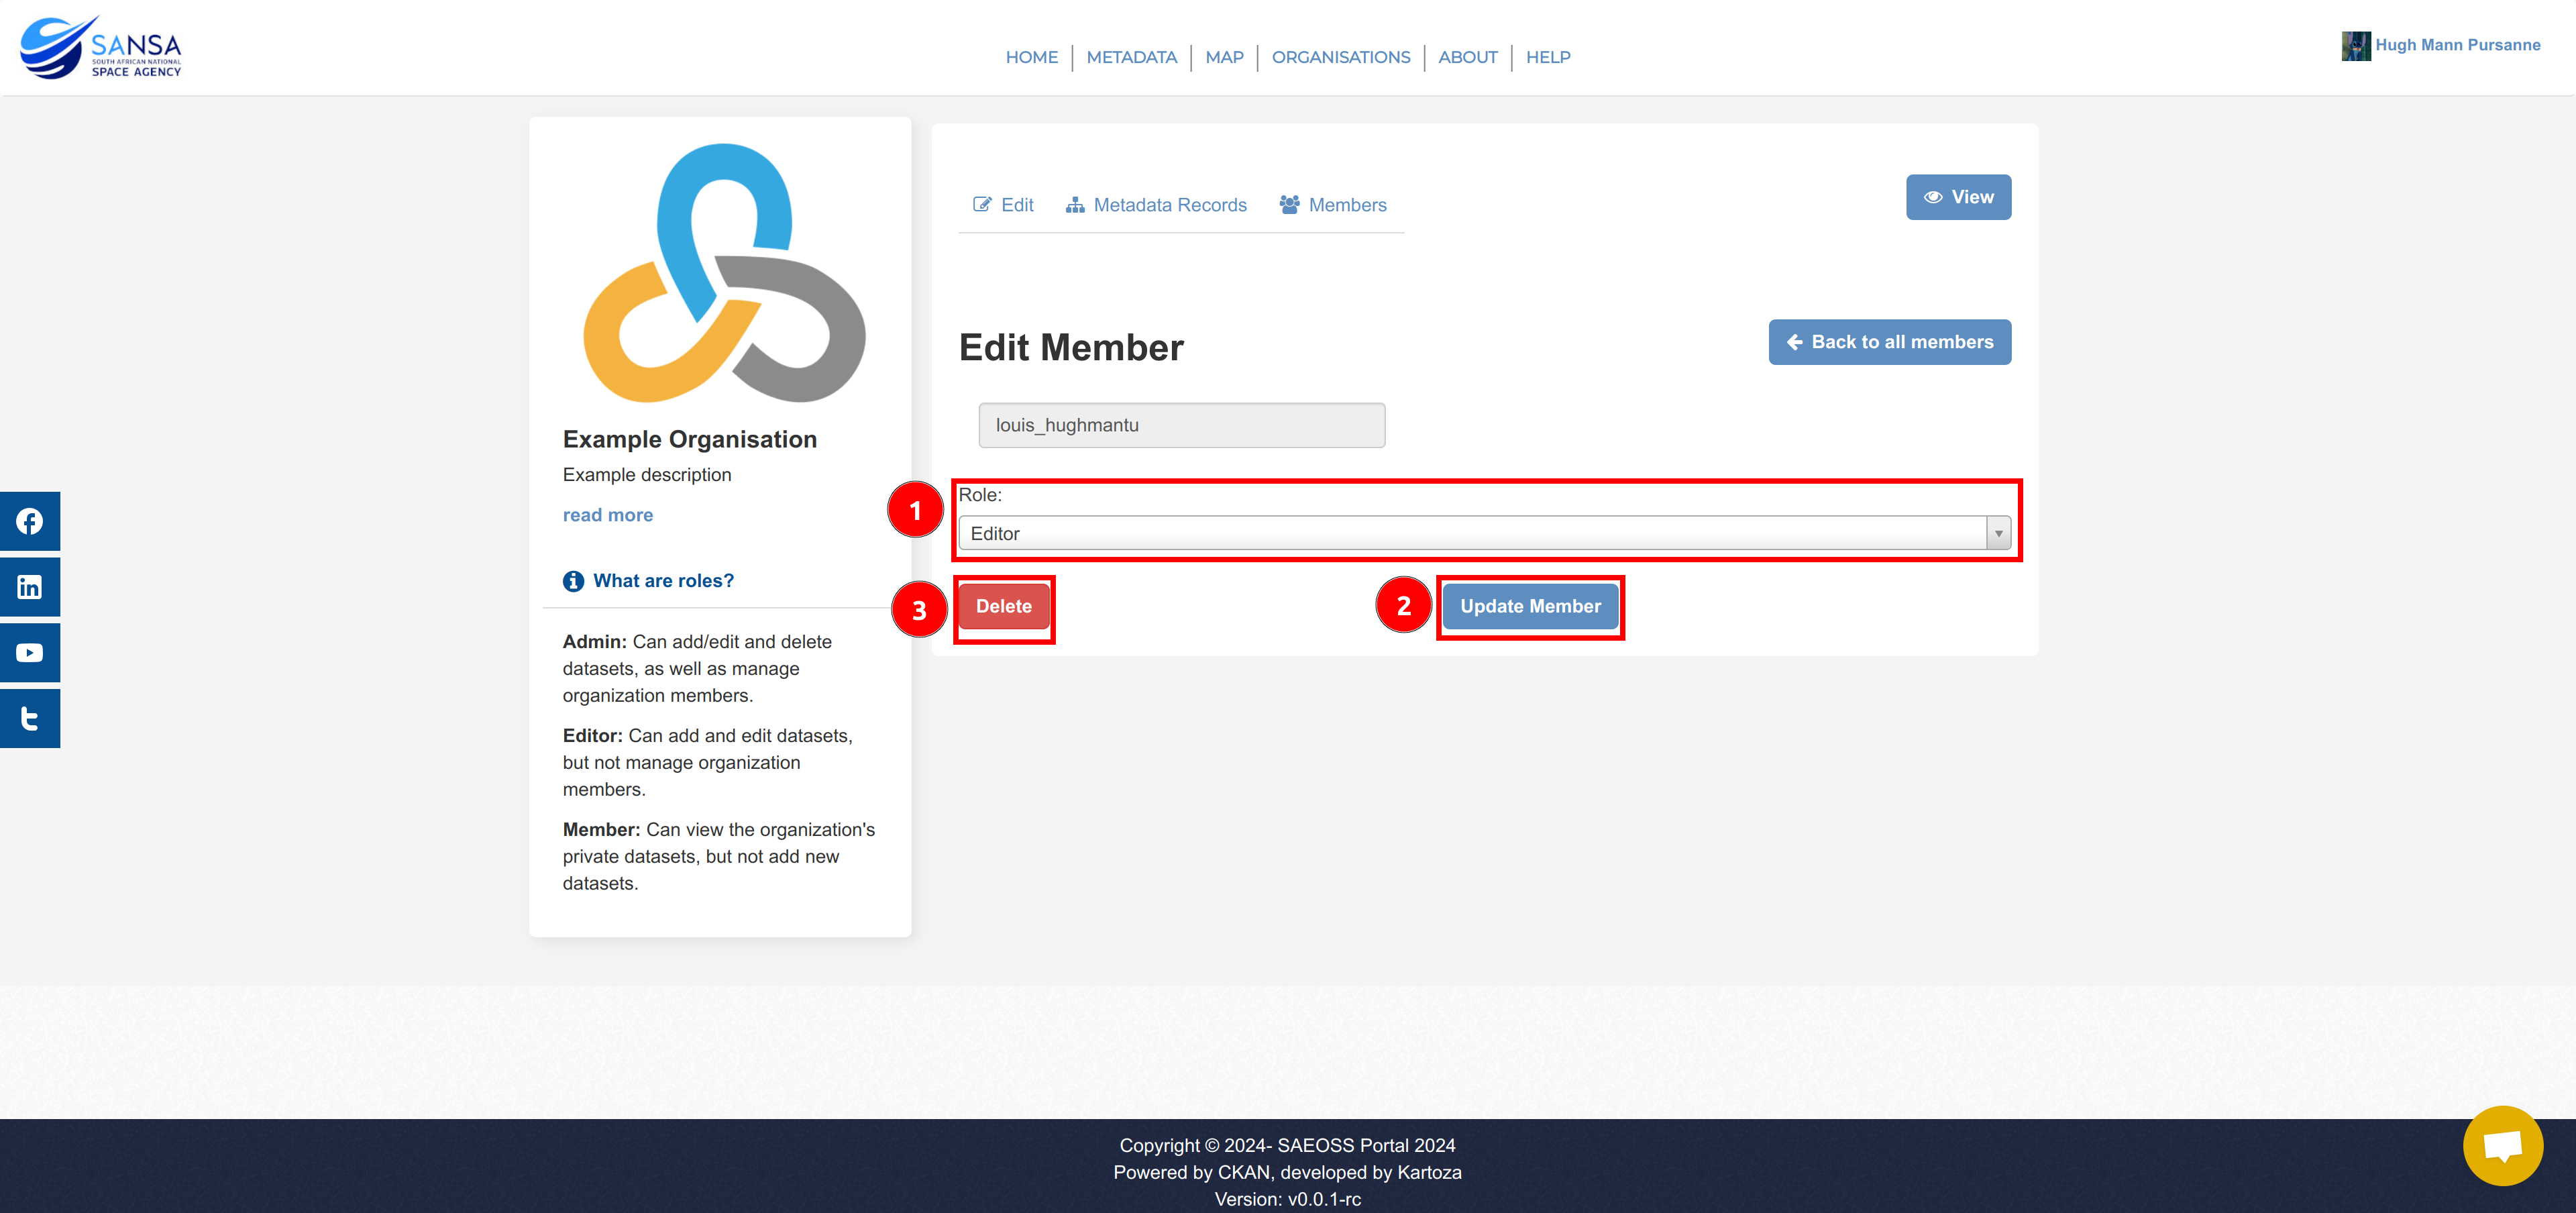 SANSA
SOUTH AFRICAN NATIONAL
SPACE AGENCY
HOME
METADATA
MAP
ORGANISATIONS
ABOUT
HELP
Hugh Mann Pursanne
Example Organisation
Example description
read more
What are roles?
Admin: Can add/edit and delete
datasets, as well as manage
organization members.
Editor: Can add and edit datasets,
but not manage organization
members.
Member: Can view the organization's
private datasets, but not add new
datasets.
Edit
Metadata Records
Members
View
Edit Member
Back to all members
louis_hughmantu
1
Role:
Editor
3
Delete
2
Update Member
Copyright © 2024- SAEOSS Portal 2024
Powered by CKAN, developed by Kartoza
Version: v0.0.1-rc